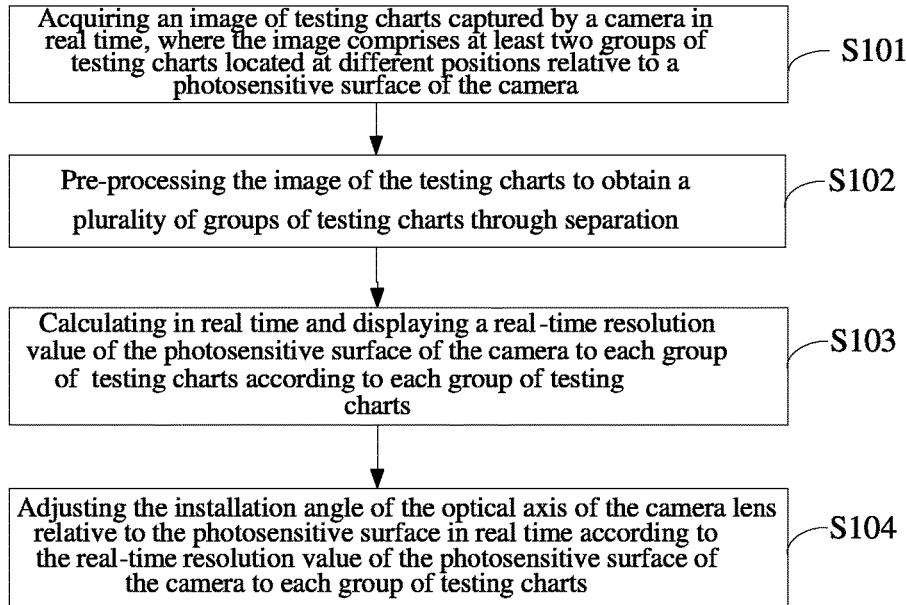 Acquiring an image of testing charts captured by a camera in
real time, where the image comprises at least two groups of
testing charts located at different positions relative to a
photosensitive surface of the camera
S101
Pre-processing the image of the testing charts to obtain a
plurality of groups of testing charts through separation
S102
Calculating in real time and displaying a real-time resolution
value of the photosensitive surface of the camera to each group
of testing charts according to each group of testing
charts
S103
Adjusting the installation angle of the optical axis of the camera lens
relative to the photosensitive surface in real time according to
the real-time resolution value of the photosensitive surface of
the camera to each group of testing charts
S104